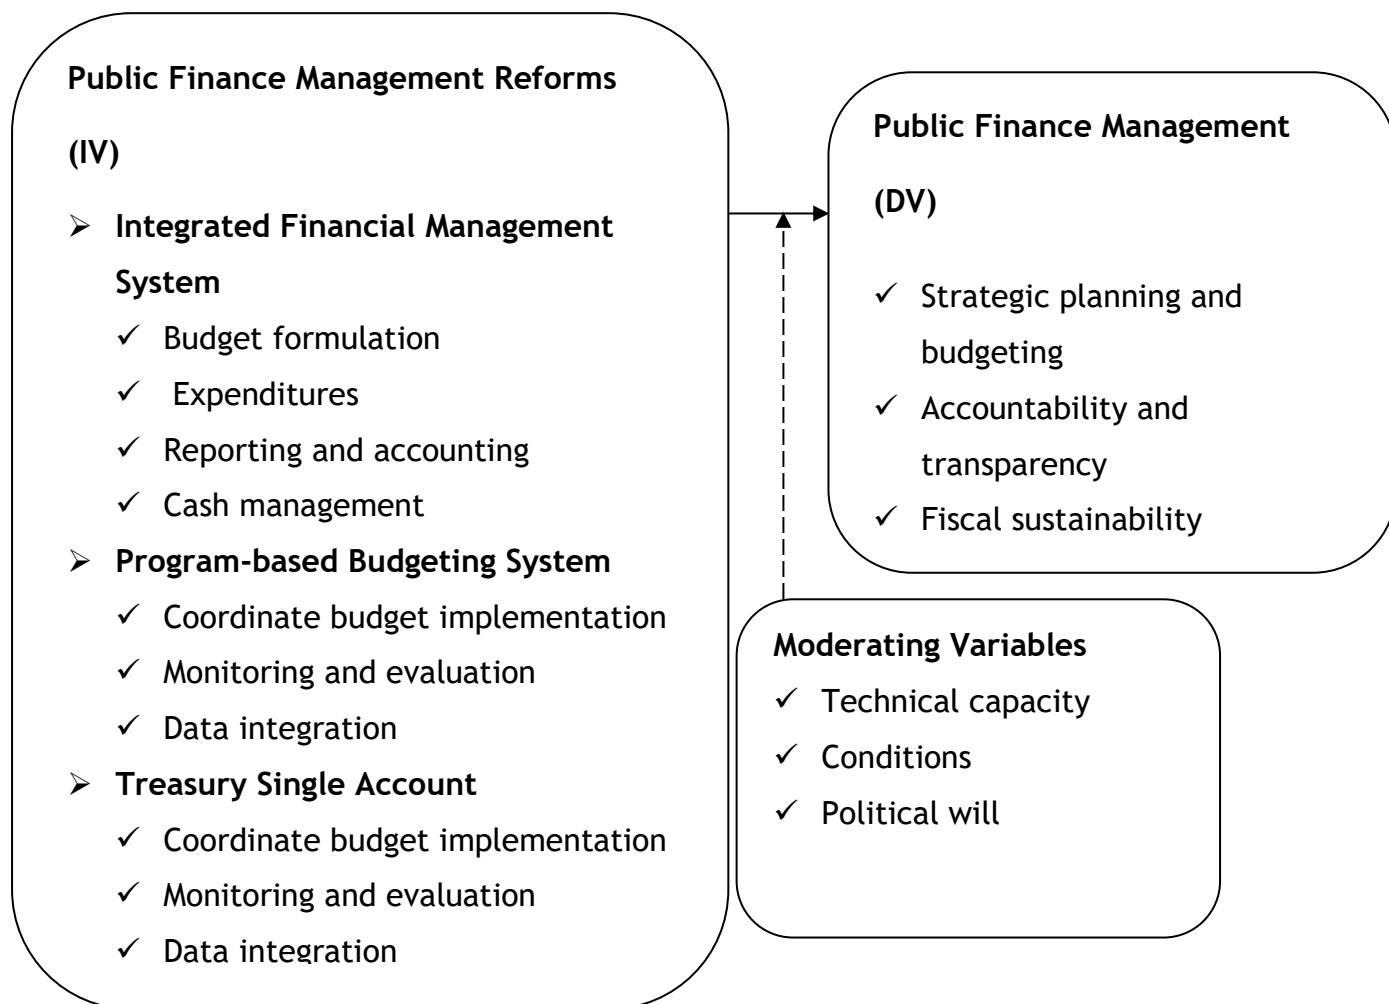 Public Finance Management Reforms
(IV)
➢ Integrated Financial Management
System
✓ Budget formulation
✓ Expenditures
✓ Reporting and accounting
✓ Cash management
➢ Program-based Budgeting System
✓ Coordinate budget implementation
✓ Monitoring and evaluation
✓ Data integration
➢ Treasury Single Account
✓ Coordinate budget implementation
✓ Monitoring and evaluation
✓ Data integration
Public Finance Management
(DV)
✓ Strategic planning and
budgeting
✓ Accountability and
transparency
✓ Fiscal sustainability
Moderating Variables
✓ Technical capacity
✓ Conditions
✓ Political will